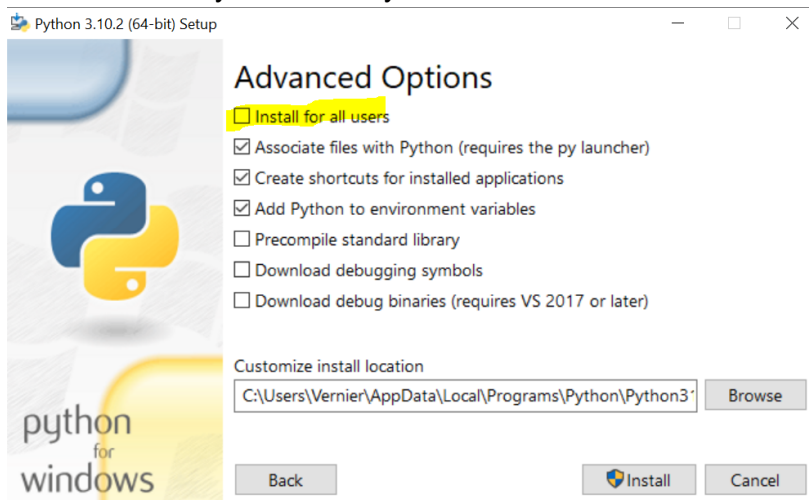 Python 3.10.2 (64-bit) Setup
Advanced Options
Install for all users
Associate files with Python (requires the py launcher)
Create shortcuts for installed applications
Add Python to environment variables
Precompile standard library
Download debugging symbols
Download debug binaries (requires VS 2017 or later)
Customize install location
C:\Users\Vernier\AppData\Local\Programs\Python\Python3
Browse
python
for
windows
Back
Install
Cancel